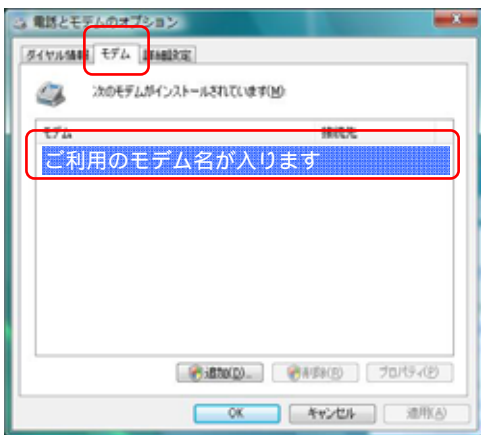 電話とモデムのオプション
ダイヤル情報 モデム 詳細設定
次のモデムがインストールされています(M):
モデム 接続先
ご利用のモデム名が入ります
追加(D)... 削除(R) プロパティ(P)
OK キャンセル 適用(A)